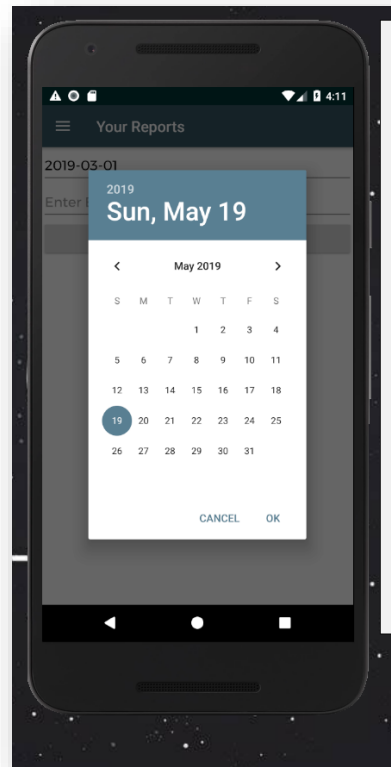 4:11
Your Reports
2019-03-01
Enter
2019
Sun, May 19
May 2019
S M T W T F S
1 2 3 4
5 6 7 8 9 10 11
12 13 14 15 16 17 18
19 20 21 22 23 24 25
26 27 28 29 30 31
CANCEL OK